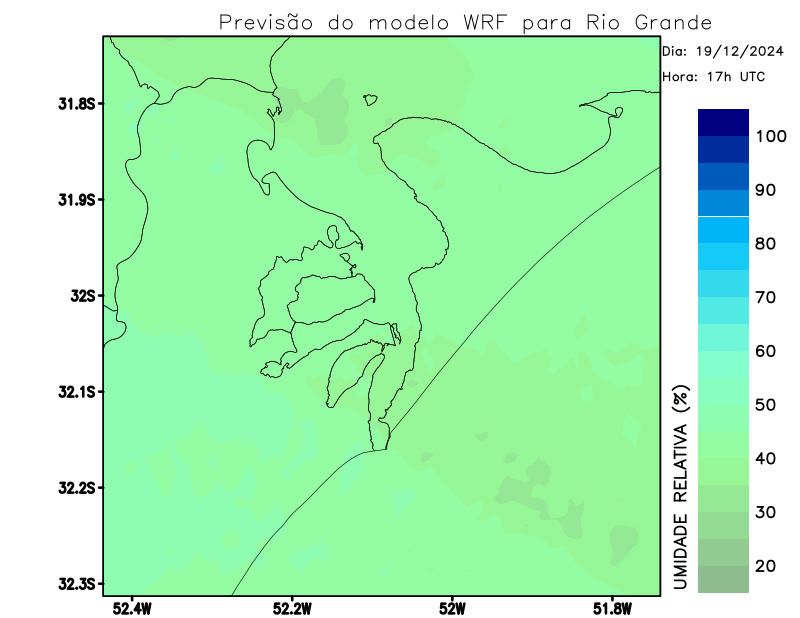 Previsão do modelo WRF para Rio Grande
Dia: 19/12/2024
Hora: 17h UTC
31.8S
31.9S
32S
32.1S
32.2S
32.3S
52.4W
52.2W
52W
51.8W
100
90
80
70
60
50
40
30
20
UMIDADE RELATIVA (%)